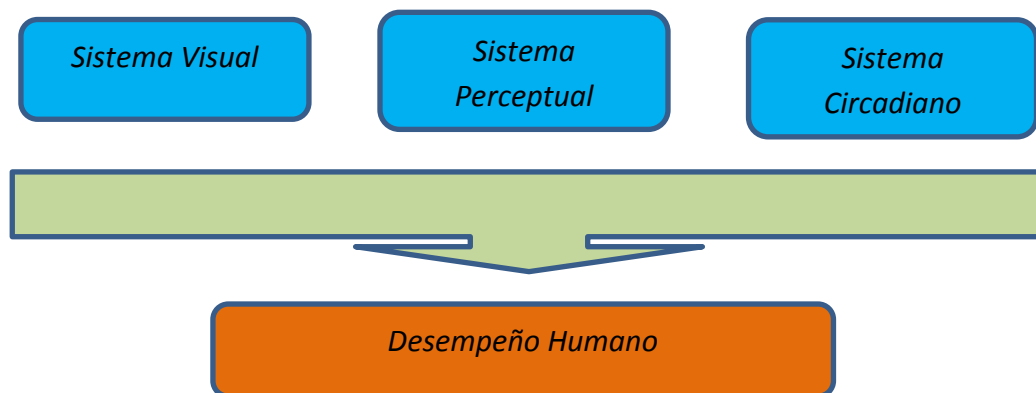 Sistema Visual
Sistema
Perceptual
Sistema
Circadiano
Desempeño Humano